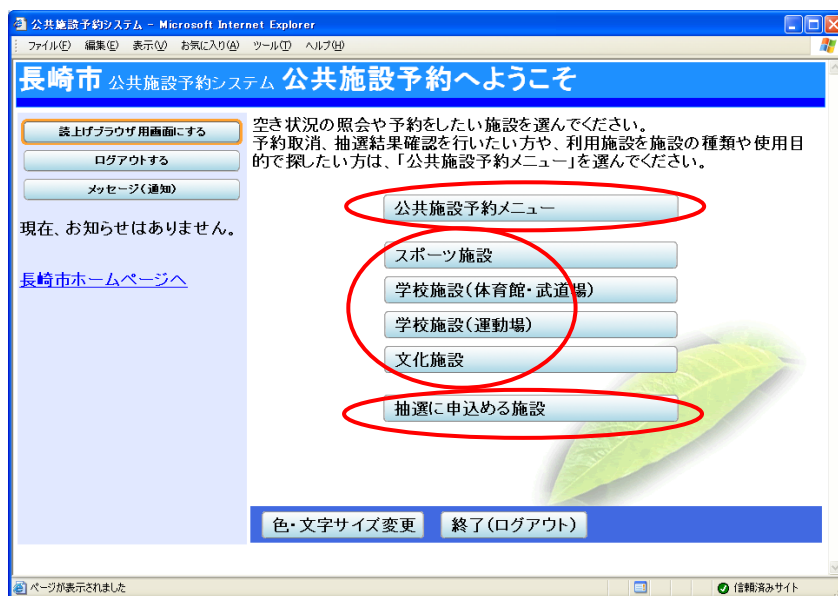 公共施設予約システム - Microsoft Internet Explorer
ファイル(F) 編集(E) 表示(V) お気に入り(A) ツール(T) ヘルプ(H)
長崎市 公共施設予約システム 公共施設予約へようこそ
読上げブラウザ用画面にする
ログアウトする
メッセージ(通知)
現在、お知らせはありません。
長崎市ホームページへ
空き状況の照会や予約をしたい施設を選んでください。
予約取消、抽選結果確認を行いたい方や、利用施設を施設の種類や使用目
的で探したい方は、「公共施設予約メニュー」を選んでください。
公共施設予約メニュー
スポーツ施設
学校施設(体育館・武道場)
学校施設(運動場)
文化施設
抽選に申込める施設
色・文字サイズ変更 終了(ログアウト)
ページが表示されました 信頼済みサイト